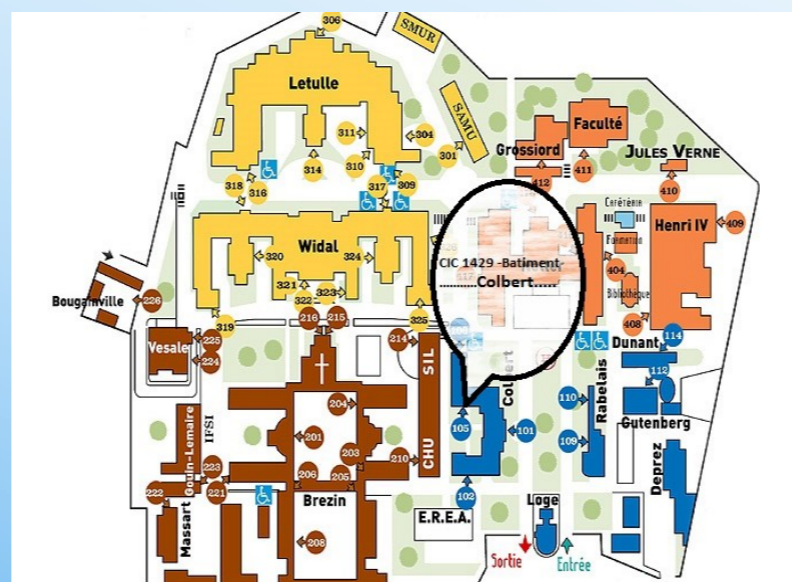 306
SMUR
Letulle
SAMU
Faculté
311
304
Grossiord
301
JULES VERNE
314
310
412
411
318
316
317
309
410
Cafétéria
Widal
Henri IV
409
CIC 1429 -Batiment-
............Colbert.....
Formation
320
324
404
Bibliothèque
321
322
323
408
Bougainville
226
319
216
215
325
Dunant
114
Vesale
225
224
214
SIL
112
IFSI
204
Colbert
110
Rabelais
Gouin-Lemaire
201
105
101
Gutenberg
203
210
CHU
109
223
206
205
222
221
102
Deprez
Brezin
Massart
E.R.E.A.
Loge
208
Sortie
Entrée